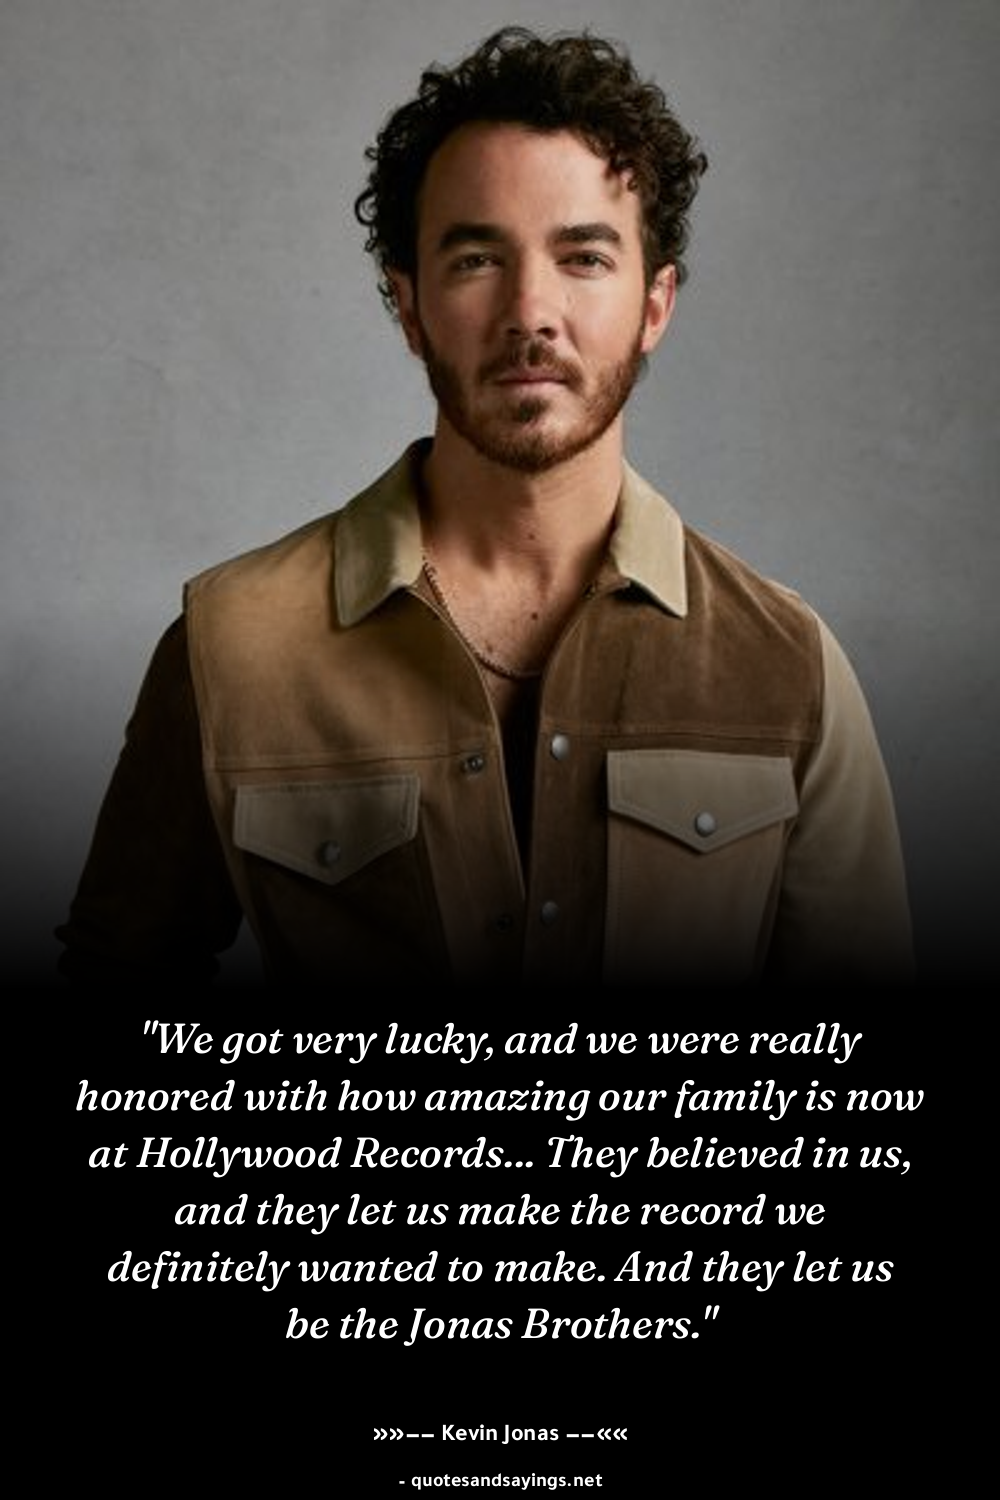 "We got very lucky, and we were really
honored with how amazing our family is now
at Hollywood Records... They believed in us,
and they let us make the record we
definitely wanted to make. And they let us
be the Jonas Brothers."
»»−− Kevin Jonas −−««
- quotesandsayings.net